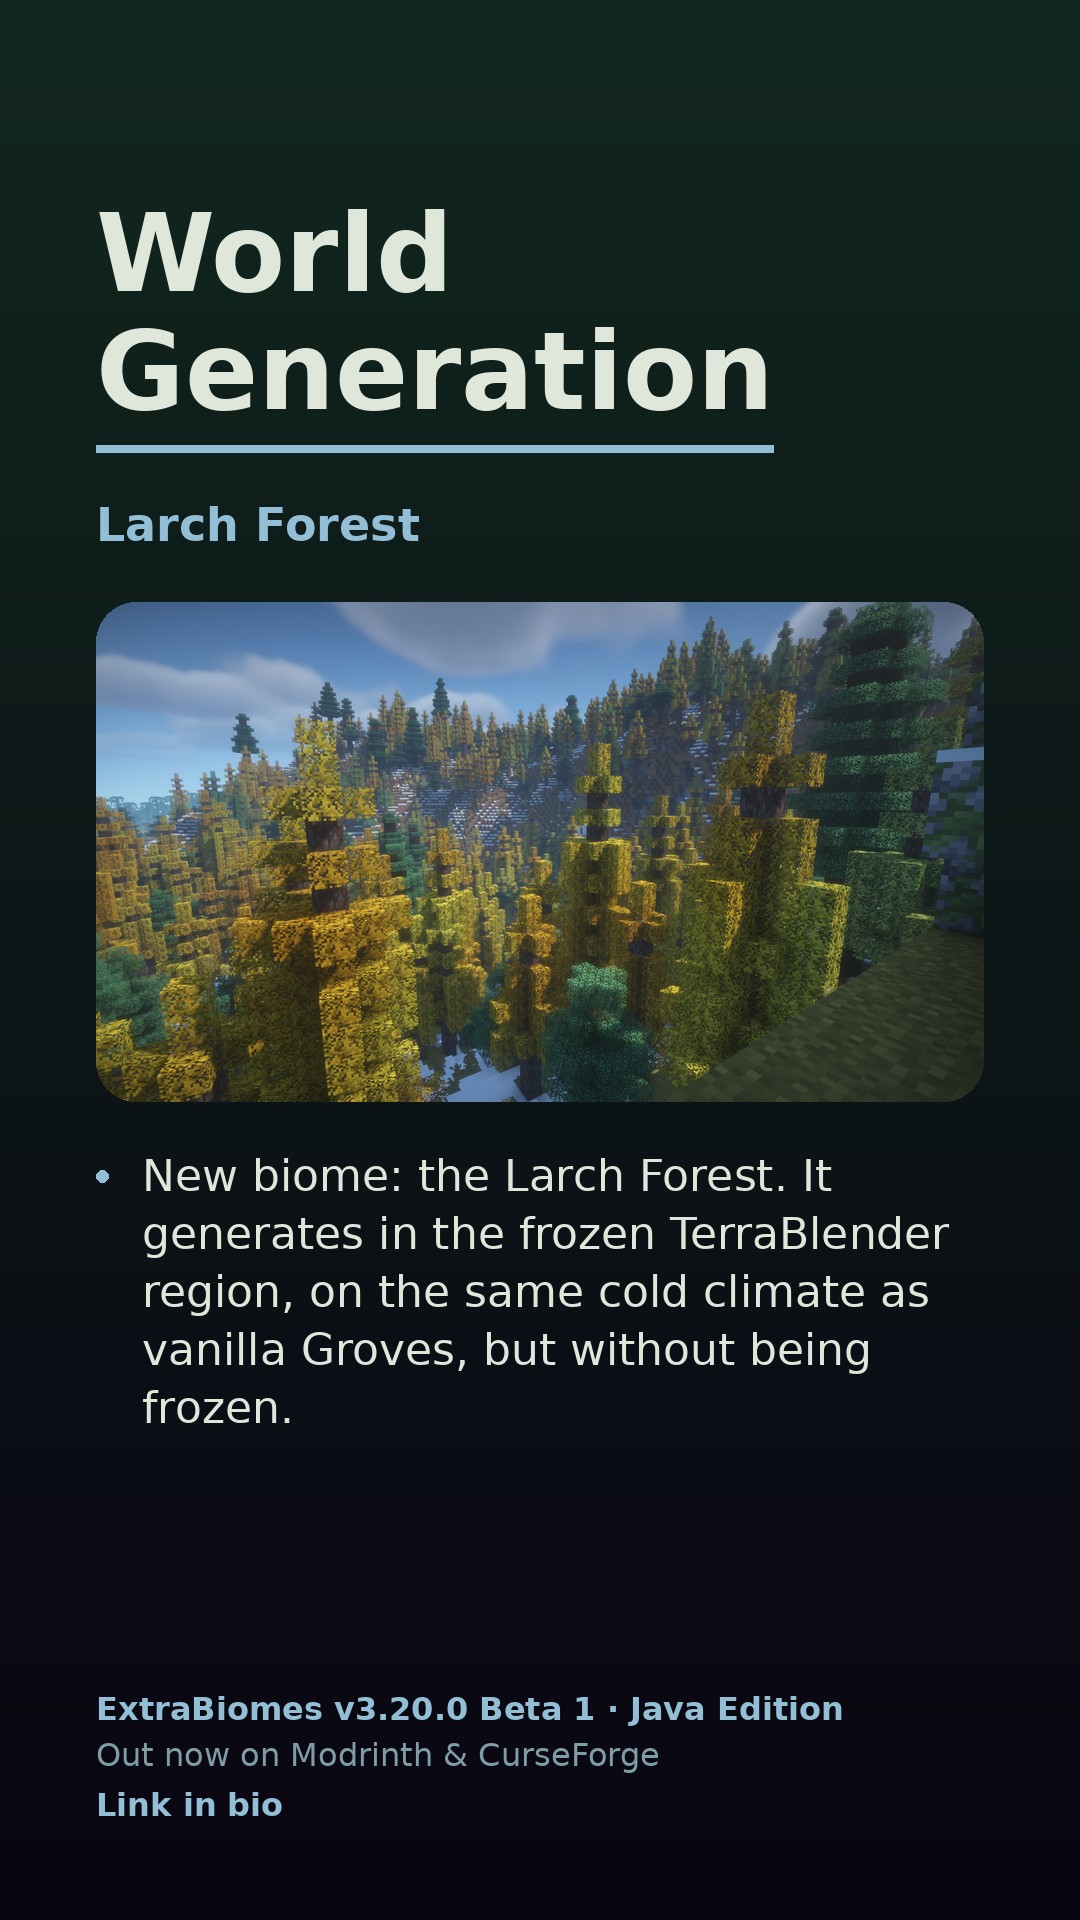 World
Generation
Larch Forest
• New biome: the Larch Forest. It
generates in the frozen TerraBlender
region, on the same cold climate as
vanilla Groves, but without being
frozen.
ExtraBiomes v3.20.0 Beta 1 · Java Edition
Out now on Modrinth & CurseForge
Link in bio